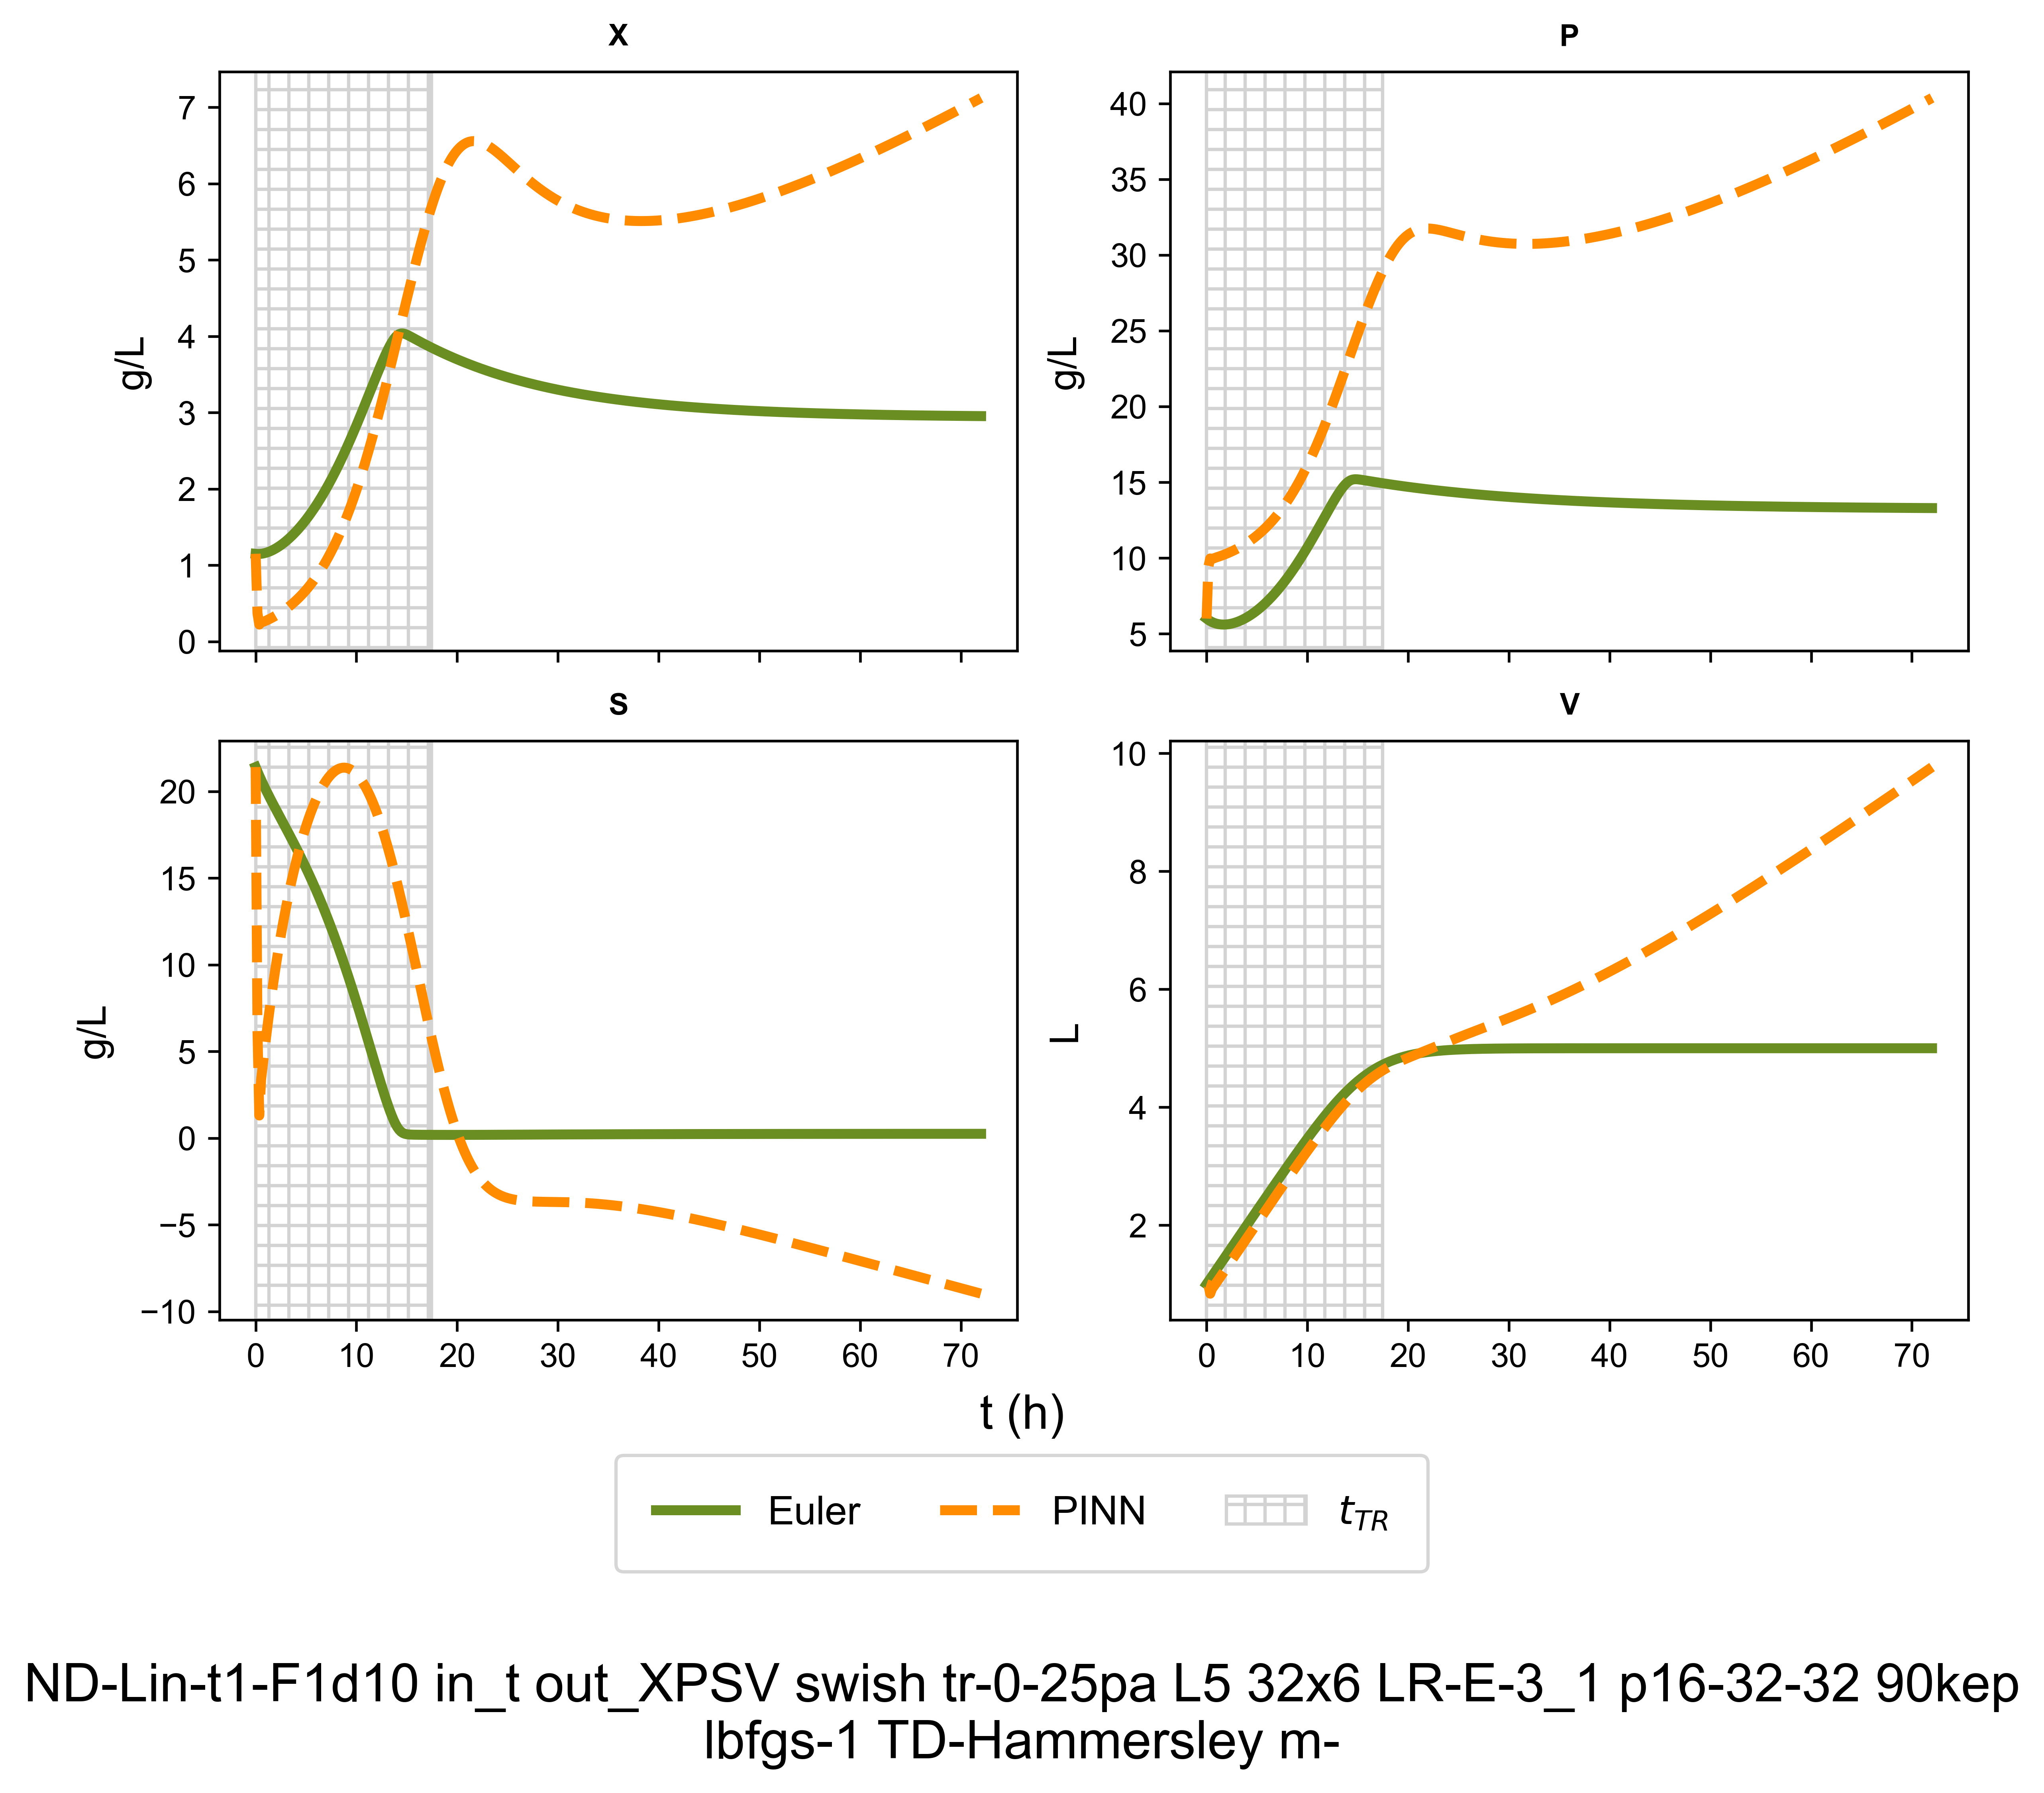 X
7
6
5
4
3
2
1
0
g/L
P
40
35
30
25
20
15
10
5
g/L
S
20
15
10
5
0
−5
−10
g/L
0 10 20 30 40 50 60 70
V
10
8
6
4
2
L
0 10 20 30 40 50 60 70
t (h)
Euler PINN t_TR
ND-Lin-t1-F1d10 in_t out_XPSV swish tr-0-25pa L5 32x6 LR-E-3_1 p16-32-32 90kep
lbfgs-1 TD-Hammersley m-